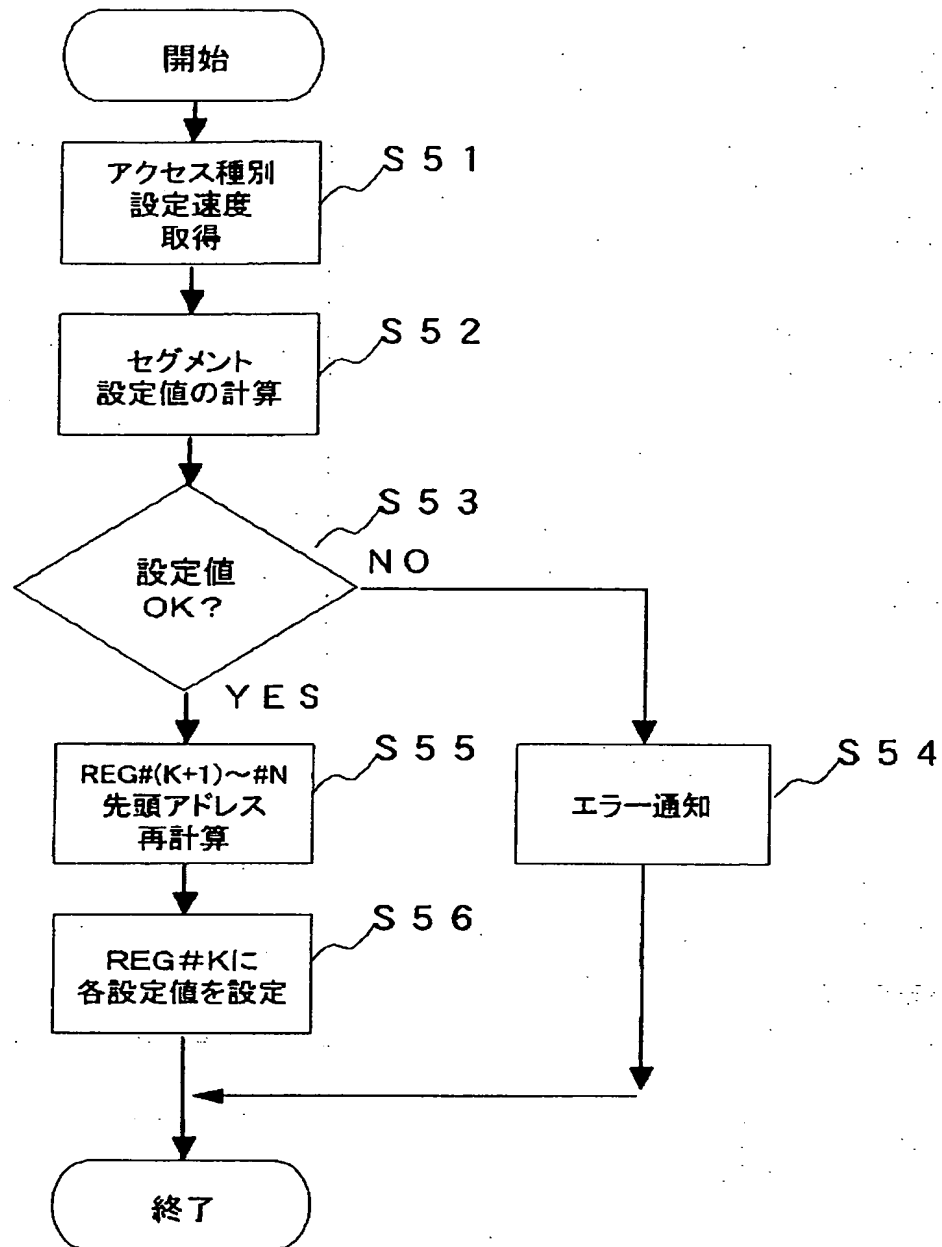 開始
S51
アクセス種別
設定速度
取得
S52
セグメント
設定値の計算
S53
設定値
OK?
NO
YES
S55
REG#(K+1)~#N
先頭アドレス
再計算
S54
エラー通知
S56
REG#Kに
各設定値を設定
終了